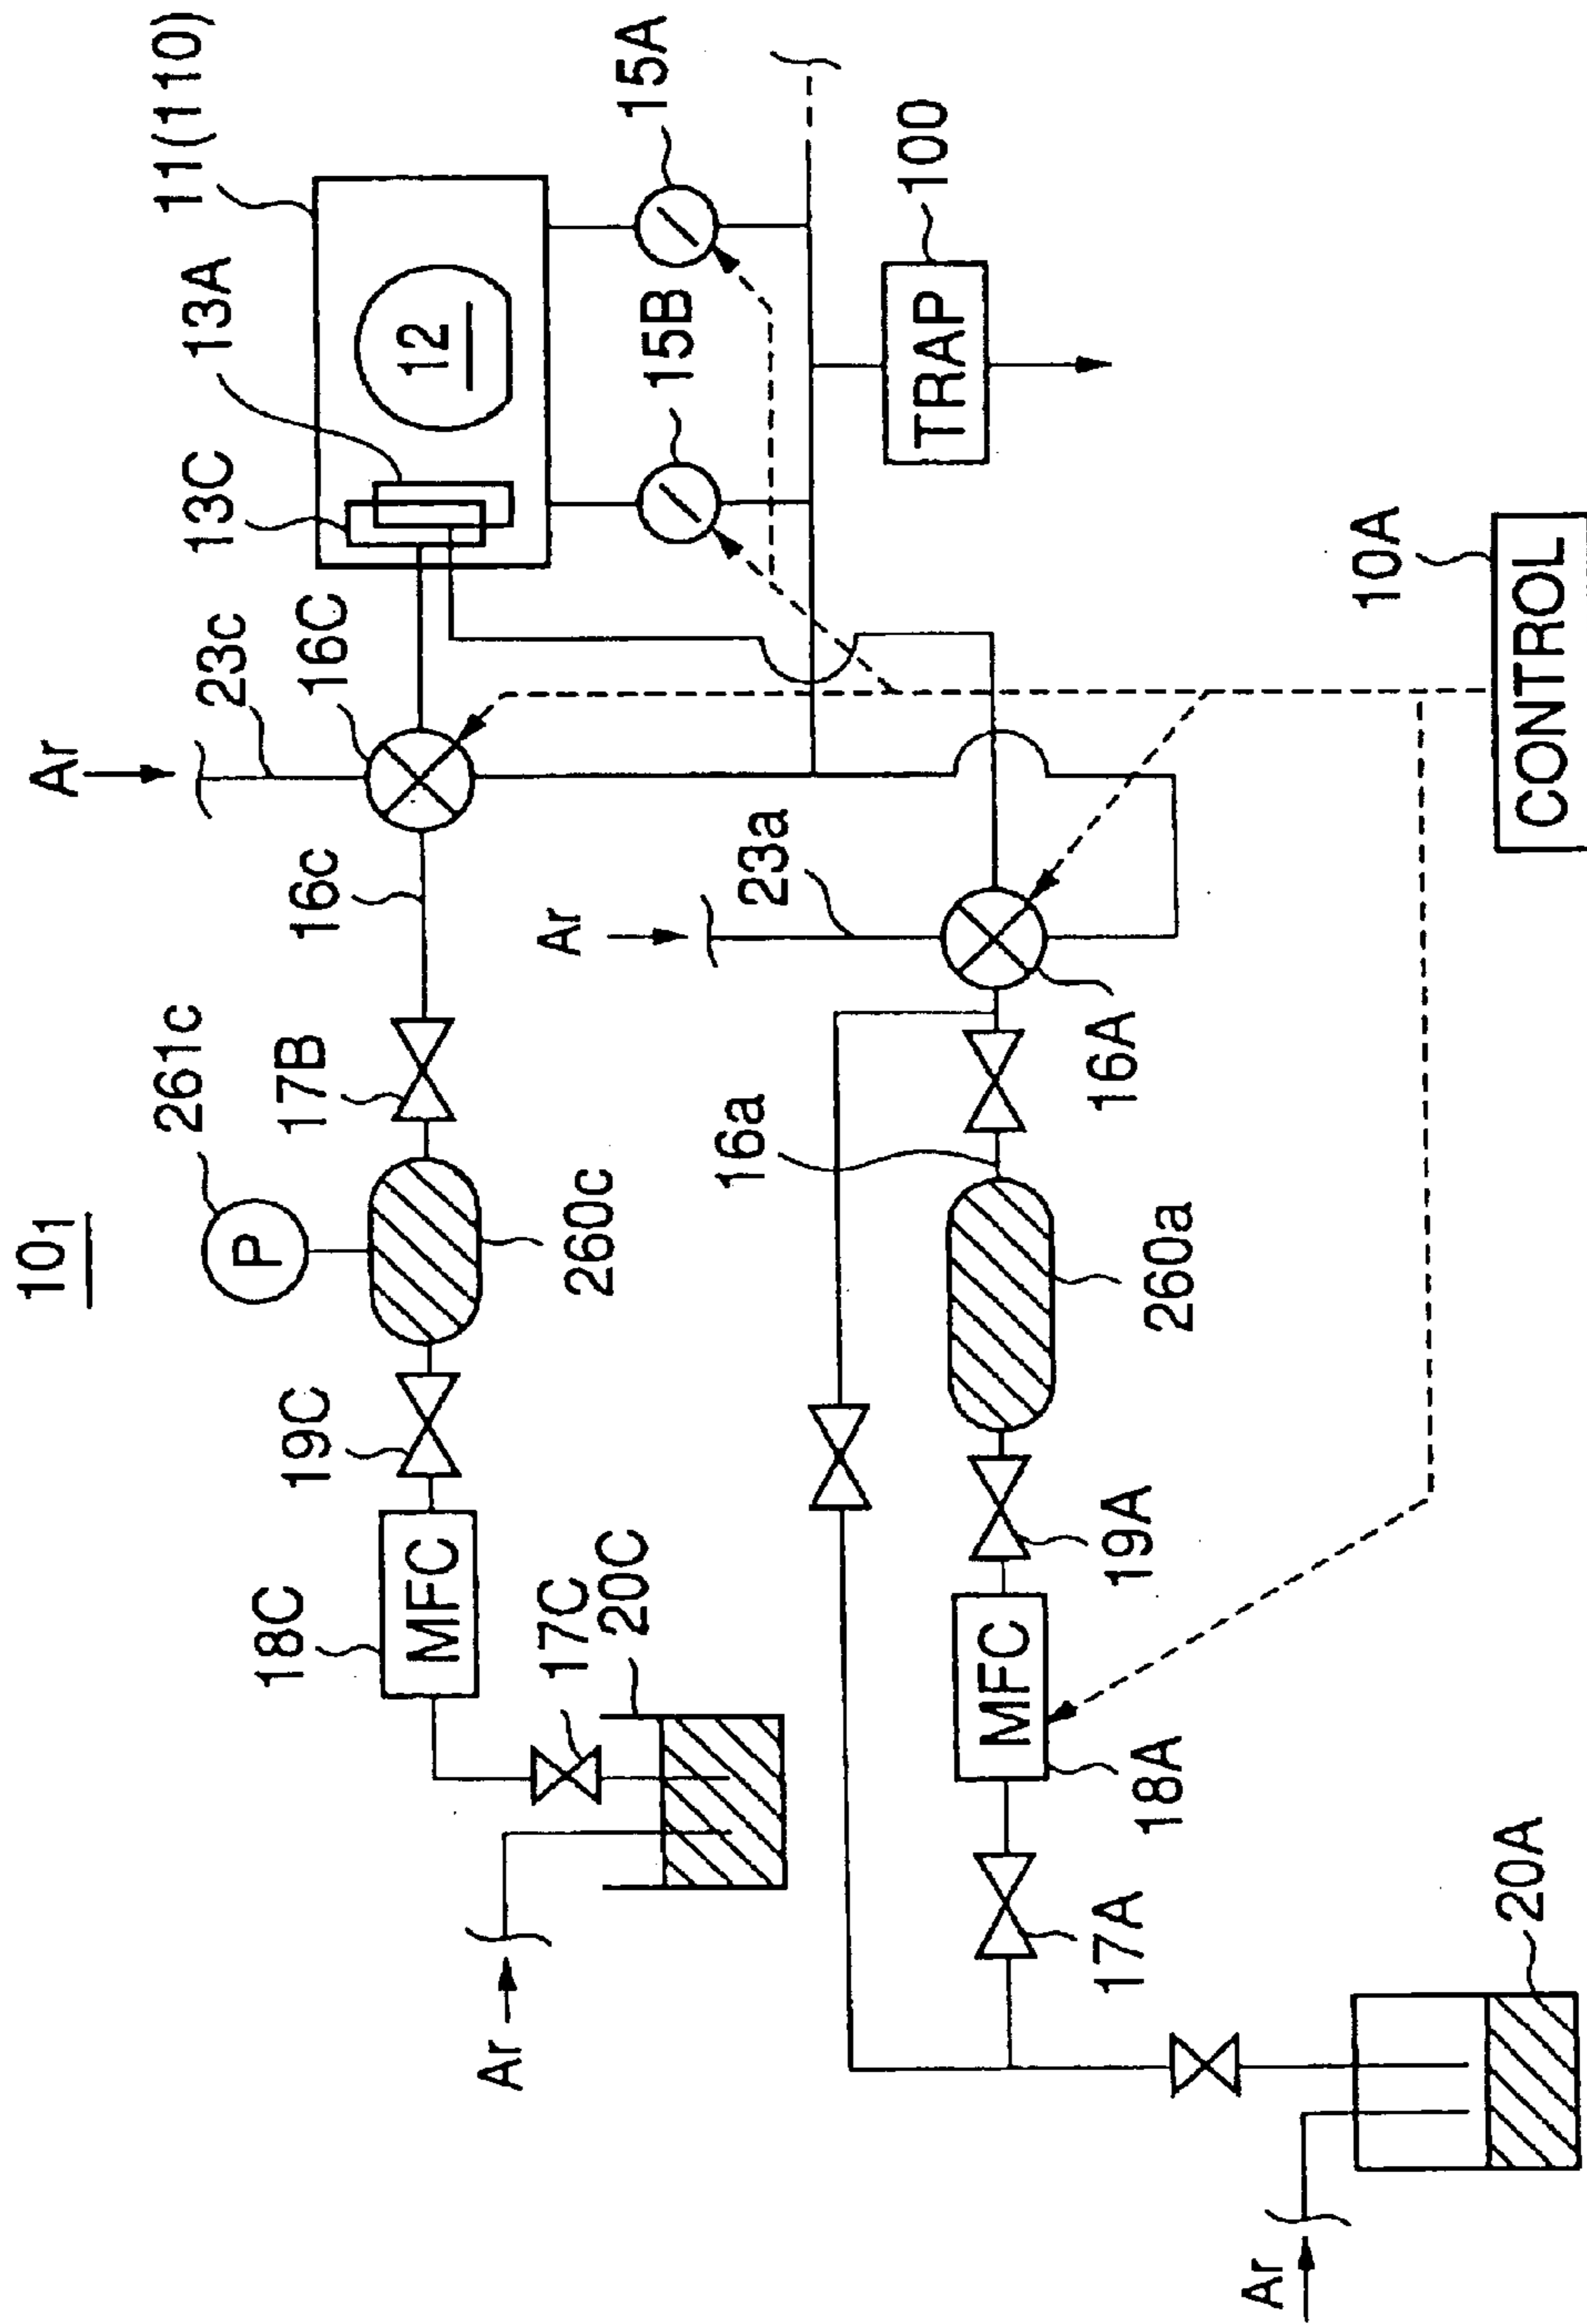 10₁
Ar
23c
16C
13C
13A
11(110)
12
15A
15B
100
TRAP
261c
P
17B
16c
18C
MFC
19C
260c
17C
20C
Ar
Ar
23a
16a
16A
260a
19A
MFC
18A
17A
10A
CONTROL
Ar
20A